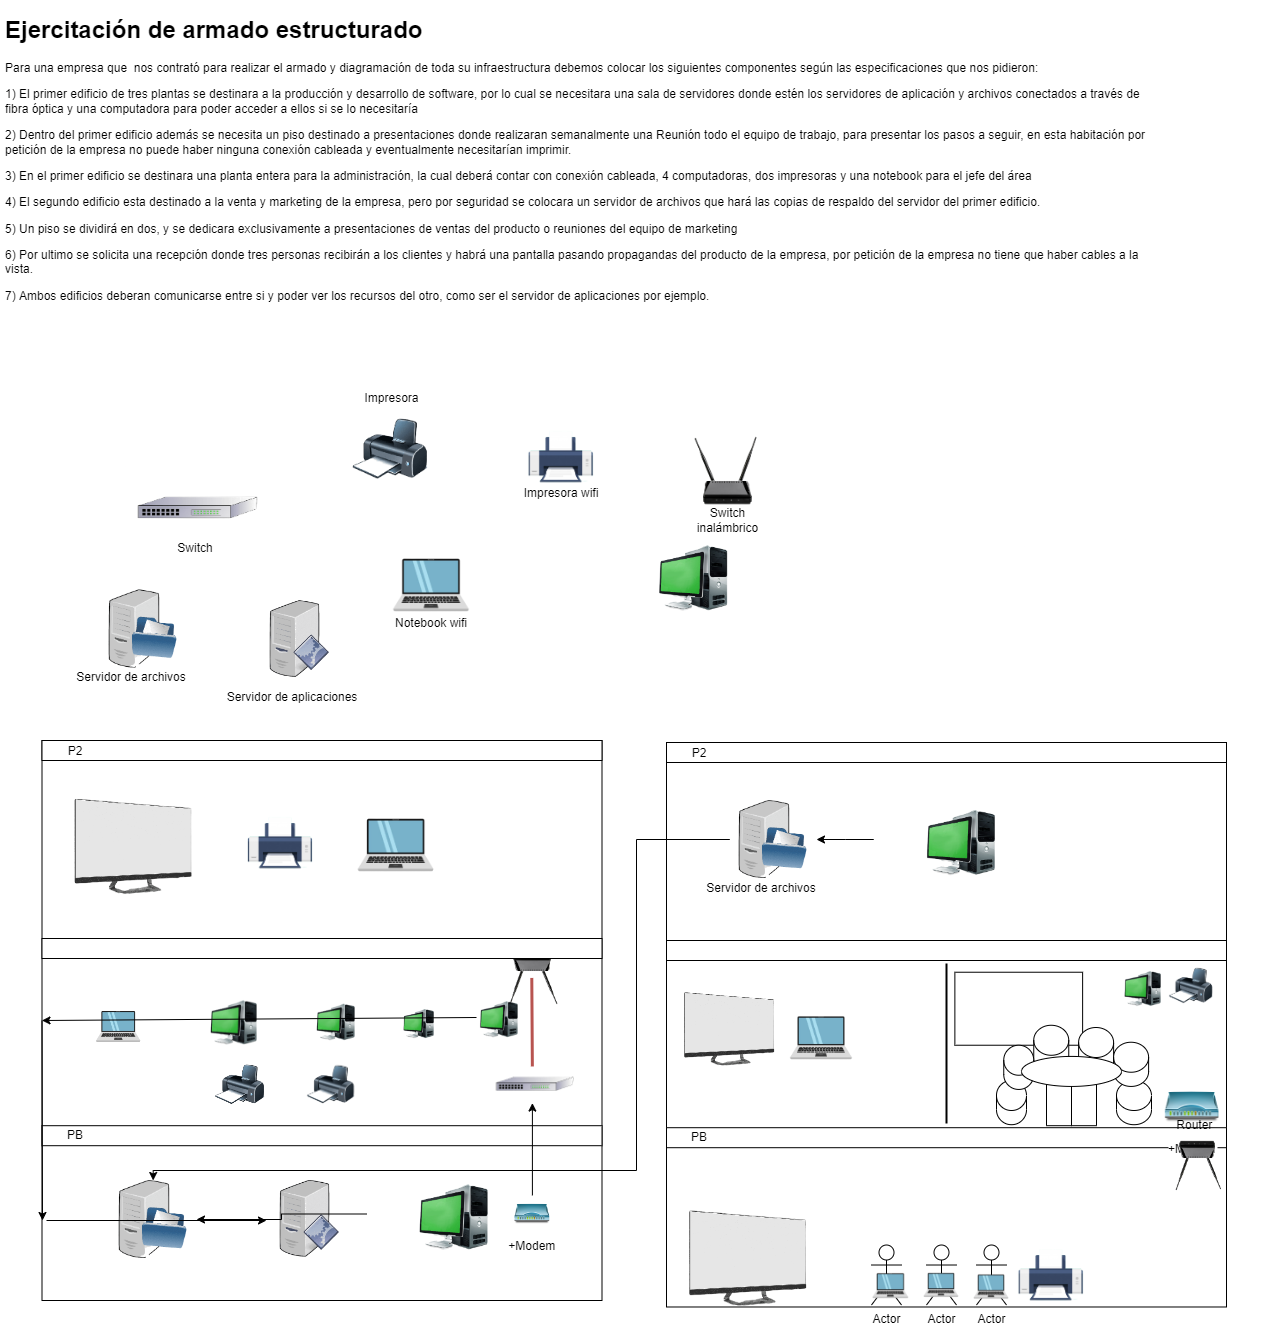 Ejercitación de armado estructurado
Para una empresa que  nos contrató para realizar el armado y diagramación de toda su infraestructura debemos colocar los siguientes componentes según las especificaciones que nos pidieron:
1) El primer edificio de tres plantas se destinara a la producción y desarrollo de software, por lo cual se necesitara una sala de servidores donde estén los servidores de aplicación y archivos conectados a través de
fibra óptica y una computadora para poder acceder a ellos si se lo necesitaría
2) Dentro del primer edificio además se necesita un piso destinado a presentaciones donde realizaran semanalmente una Reunión todo el equipo de trabajo, para presentar los pasos a seguir, en esta habitación por
petición de la empresa no puede haber ninguna conexión cableada y eventualmente necesitarían imprimir.
3) En el primer edificio se destinara una planta entera para la administración, la cual deberá contar con conexión cableada, 4 computadoras, dos impresoras y una notebook para el jefe del área
4) El segundo edificio esta destinado a la venta y marketing de la empresa, pero por seguridad se colocara un servidor de archivos que hará las copias de respaldo del servidor del primer edificio.
5) Un piso se dividirá en dos, y se dedicara exclusivamente a presentaciones de ventas del producto o reuniones del equipo de marketing
6) Por ultimo se solicita una recepción donde tres personas recibirán a los clientes y habrá una pantalla pasando propagandas del producto de la empresa, por petición de la empresa no tiene que haber cables a la
vista.
7) Ambos edificios deberan comunicarse entre si y poder ver los recursos del otro, como ser el servidor de aplicaciones por ejemplo.
Impresora
Impresora wifi
Switch
inalámbrico
Switch
Notebook wifi
Servidor de archivos
Servidor de aplicaciones
P2
P2
Servidor de archivos
Router
PB
PB
+Modem
Actor
Actor
Actor